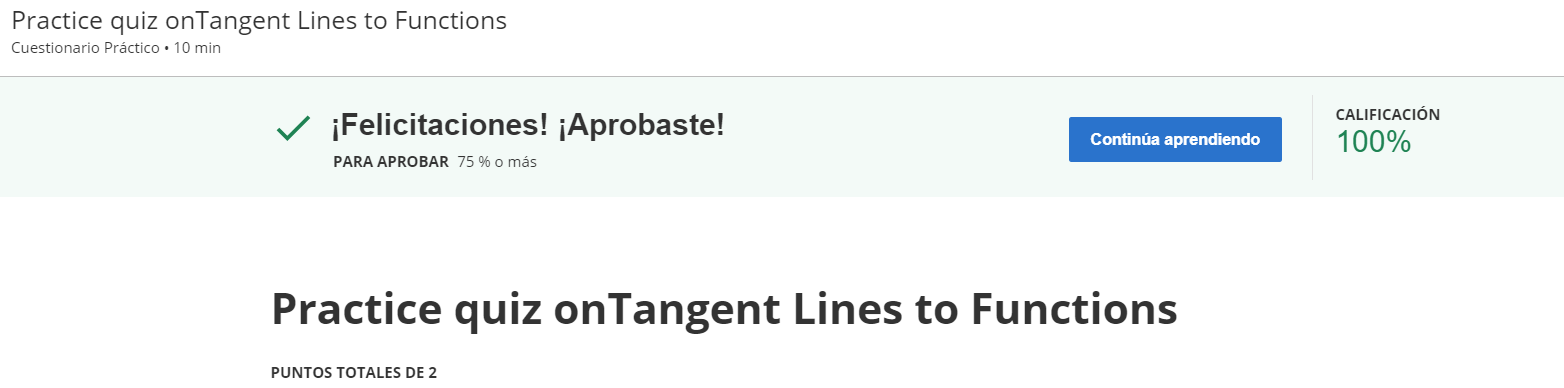 Practice quiz onTangent Lines to Functions
Cuestionario Práctico • 10 min
¡Felicitaciones! ¡Aprobaste!
PARA APROBAR 75 % o más
Continúa aprendiendo
CALIFICACIÓN
100%
Practice quiz onTangent Lines to Functions
PUNTOS TOTALES DE 2